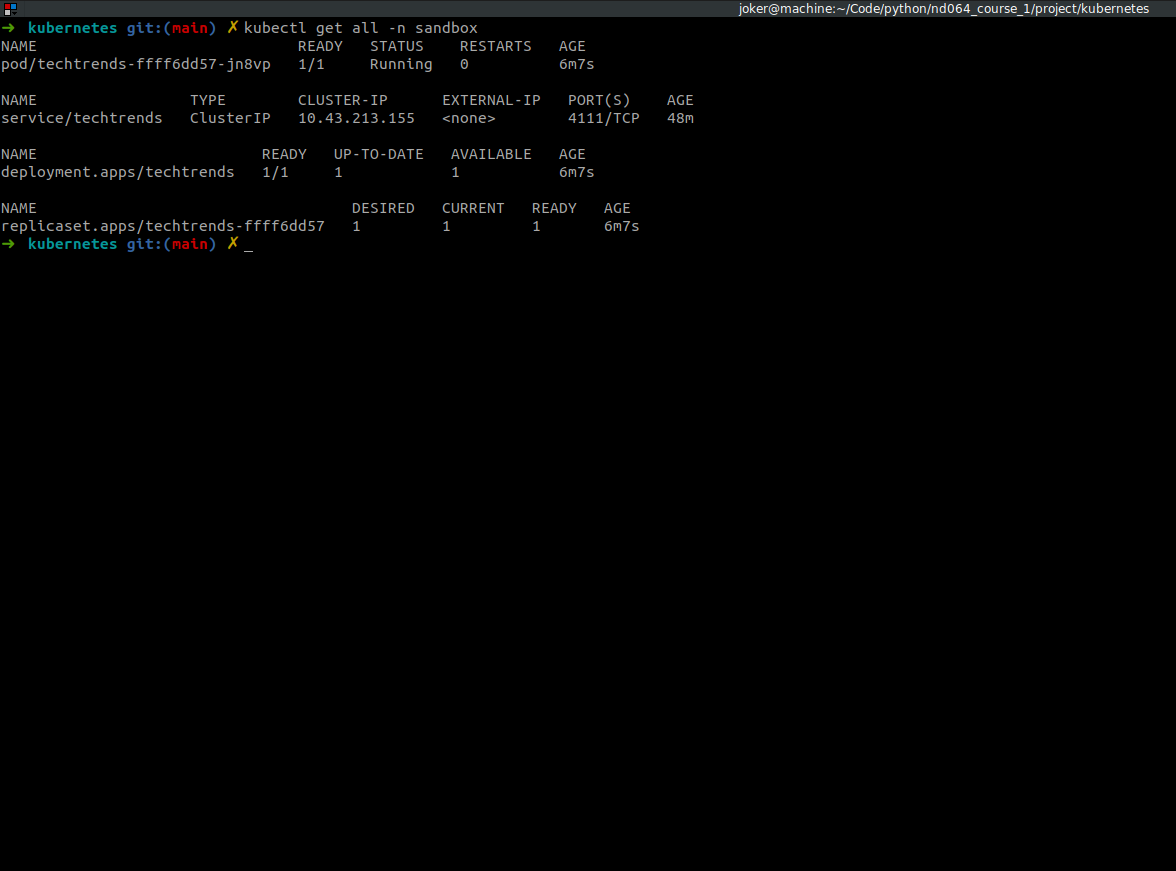 joker@machine:~/Code/python/nd064_course_1/project/kubernetes
➜  kubernetes git:(main) ✗ kubectl get all -n sandbox
NAME                             READY   STATUS    RESTARTS   AGE
pod/techtrends-ffff6dd57-jn8vp   1/1     Running   0          6m7s

NAME                 TYPE        CLUSTER-IP      EXTERNAL-IP   PORT(S)    AGE
service/techtrends   ClusterIP   10.43.213.155   <none>        4111/TCP   48m

NAME                         READY   UP-TO-DATE   AVAILABLE   AGE
deployment.apps/techtrends   1/1     1            1           6m7s

NAME                                   DESIRED   CURRENT   READY   AGE
replicaset.apps/techtrends-ffff6dd57   1         1         1       6m7s
➜  kubernetes git:(main) ✗ _